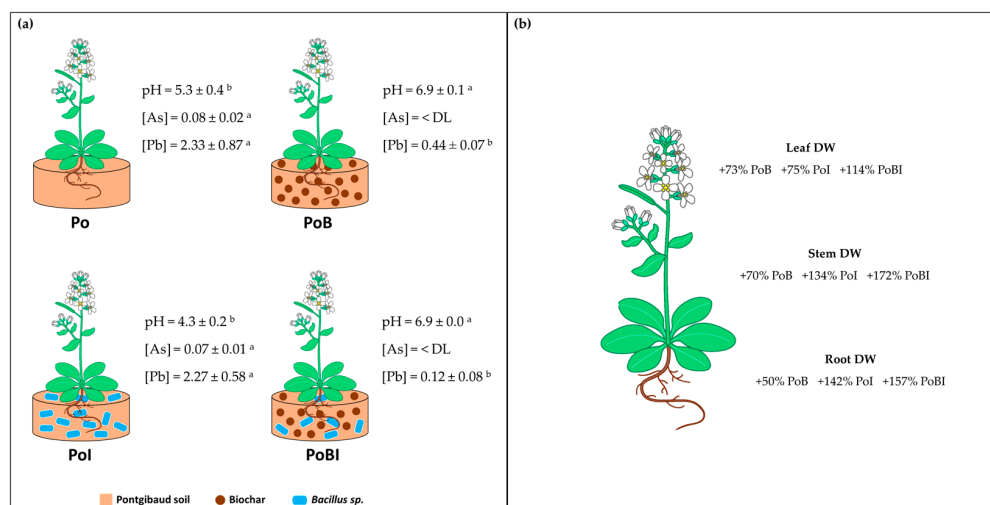 (a)
pH = 5.3 ± 0.4 b
[As] = 0.08 ± 0.02 a
[Pb] = 2.33 ± 0.87 a
Po
pH = 6.9 ± 0.1 a
[As] = < DL
[Pb] = 0.44 ± 0.07 b
PoB
pH = 4.3 ± 0.2 b
[As] = 0.07 ± 0.01 a
[Pb] = 2.27 ± 0.58 a
PoI
pH = 6.9 ± 0.0 a
[As] = < DL
[Pb] = 0.12 ± 0.08 b
PoBI
Pontgibaud soil Biochar Bacillus sp.
(b)
Leaf DW
+73% PoB +75% PoI +114% PoBI
Stem DW
+70% PoB +134% PoI +172% PoBI
Root DW
+50% PoB +142% PoI +157% PoBI